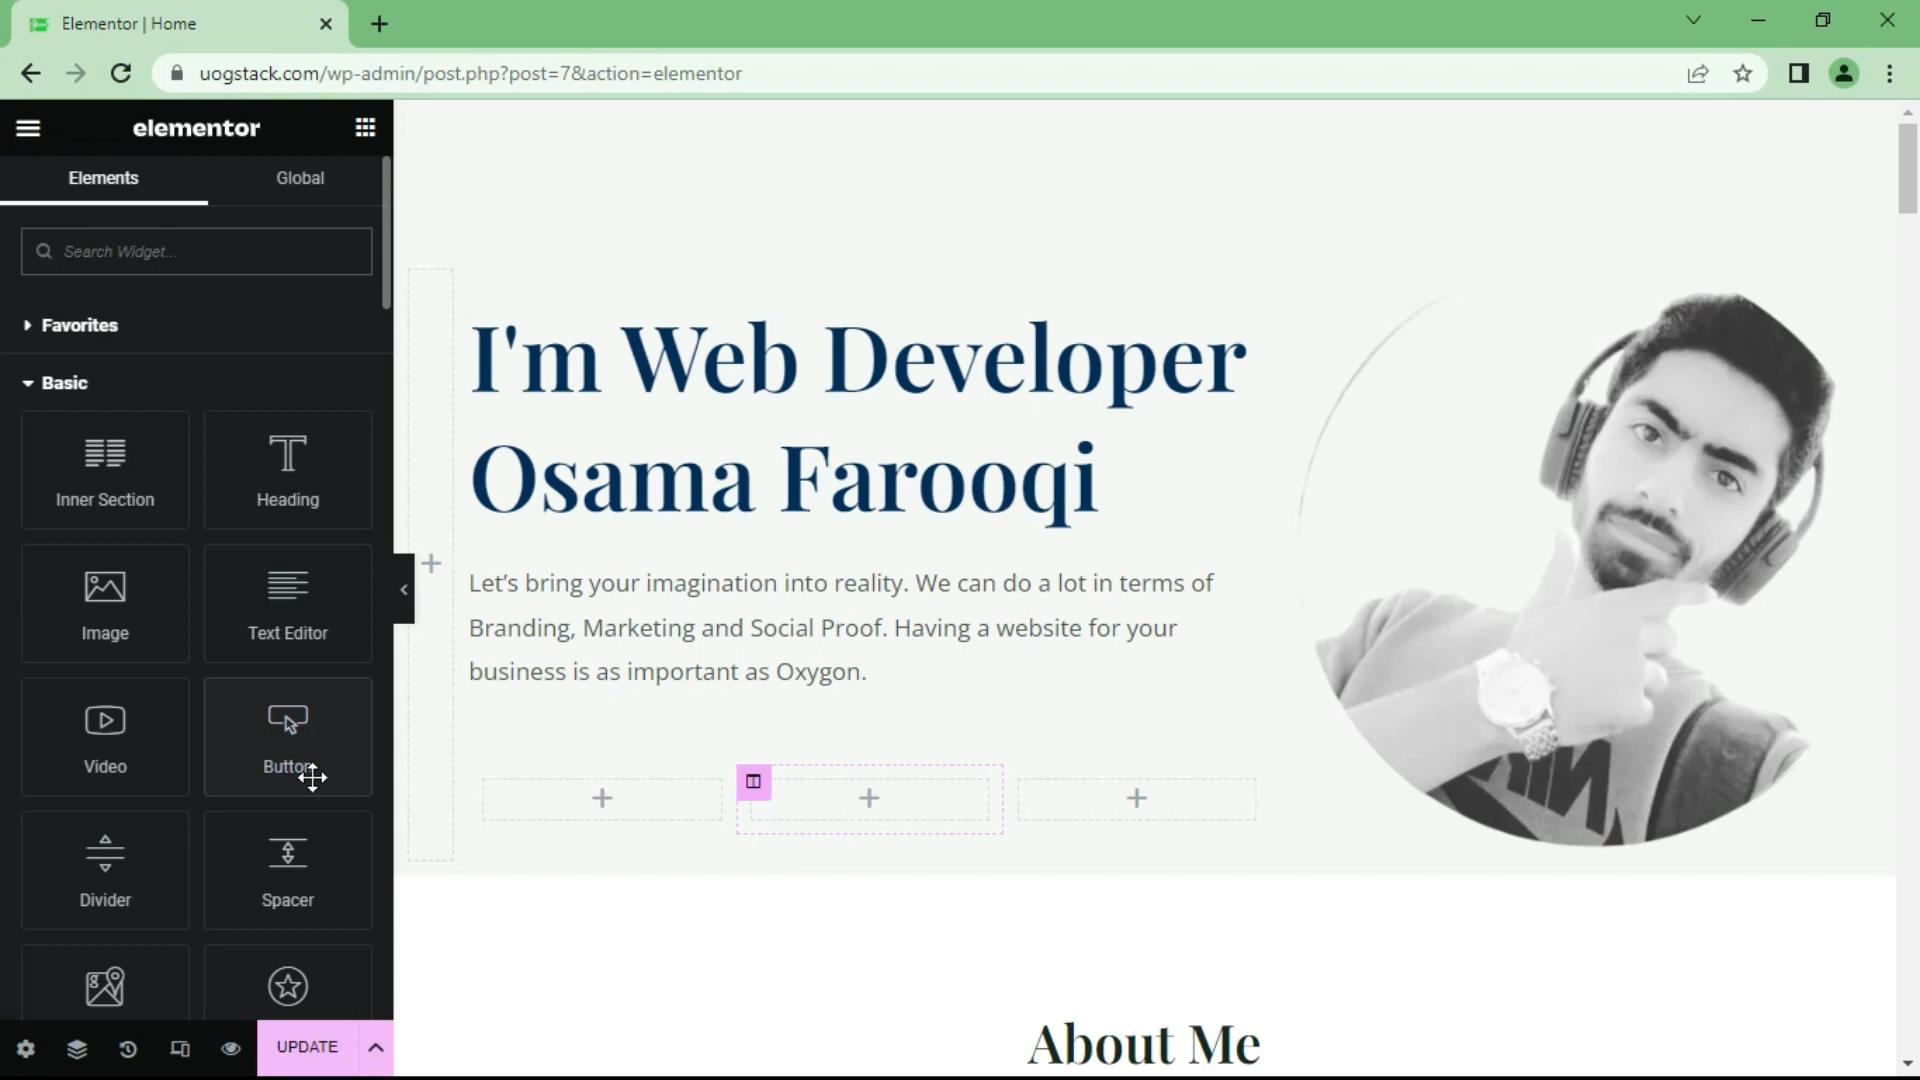 Elementor | Home
uogstack.com/wp-admin/post.php?post=7&action=elementor
elementor
Elements
Global
Search Widget...
Favorites
Basic
Inner Section
Heading
Image
Text Editor
Video
Button
Divider
Spacer
UPDATE
I'm Web Developer
Osama Farooqi
Let’s bring your imagination into reality. We can do a lot in terms of
Branding, Marketing and Social Proof. Having a website for your
business is as important as Oxygon.
About Me